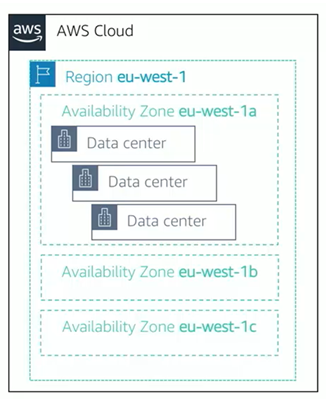 aws AWS Cloud
Region eu-west-1
Availability Zone eu-west-1a
Data center
Data center
Data center
Availability Zone eu-west-1b
Availability Zone eu-west-1c